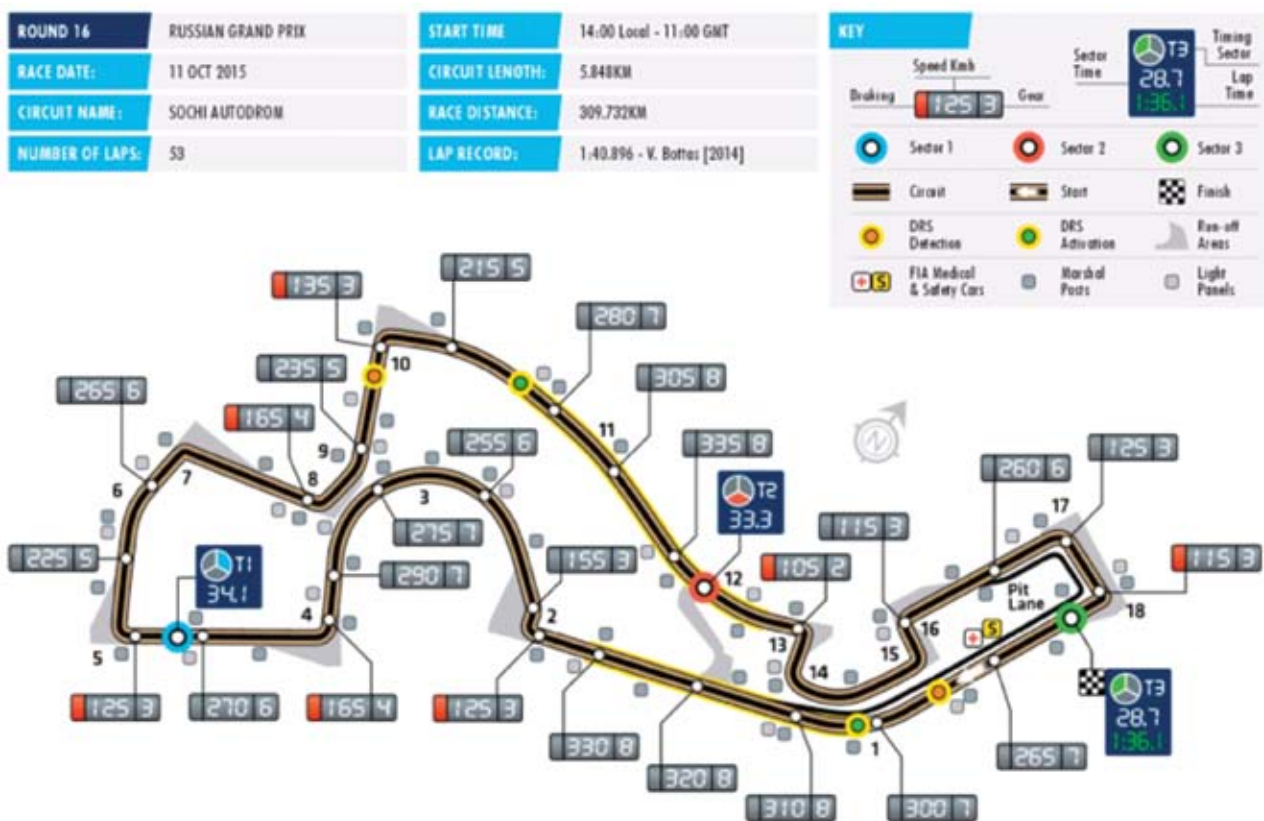 ROUND 16 RUSSIAN GRAND PRIX
RACE DATE: 11 OCT 2015
CIRCUIT NAME: SOCHI AUTODROM
NUMBER OF LAPS: 53
START TIME 14:00 Local - 11:00 GMT
CIRCUIT LENGTH: 5.848KM
RACE DISTANCE: 309.732KM
LAP RECORD: 1:40.896 - V. Bottas [2014]
KEY
Speed Kmh
Braking 125 3 Gear
Sector Time
T3
28.7
1:36.1
Timing Sector
Lap Time
Sector 1 Sector 2 Sector 3
Circuit Start Finish
DRS Detection
DRS Activation
Run-off Areas
S
FIA Medical & Safety Cars
Marshal Posts
Light Panels
215 5
135 3
280 7
10
235 5
305 8
265 6
165 4
11
9
255 6
335 8
125 3
260 6
7
8
3
T2
33.3
17
6
275 7
115 3
225 5
T1
34.1
290 7
155 3
12
105 2
115 3
Pit Lane
18
4
2
13
16
S
5
15
14
T3
28.7
1:36.1
125 3
270 6
165 4
125 3
1
330 8
265 7
320 8
310 8
300 7
N